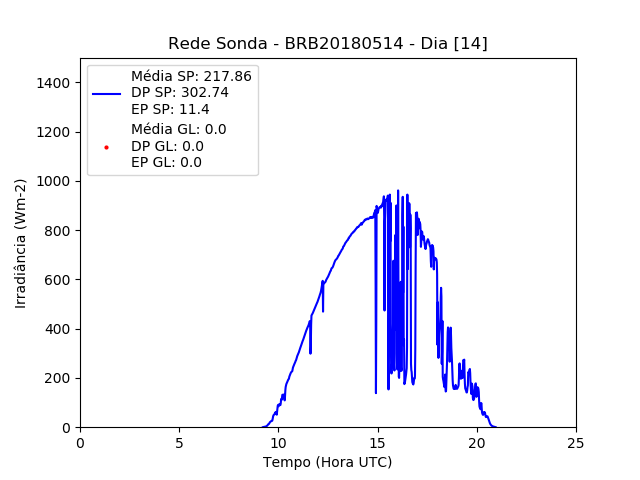 Rede Sonda - BRB20180514 - Dia [14]
Média SP: 217.86
DP SP: 302.74
EP SP: 11.4
Média GL: 0.0
DP GL: 0.0
EP GL: 0.0
1400
1200
1000
800
600
400
200
0
Irradiância (Wm-2)
0 5 10 15 20 25
Tempo (Hora UTC)